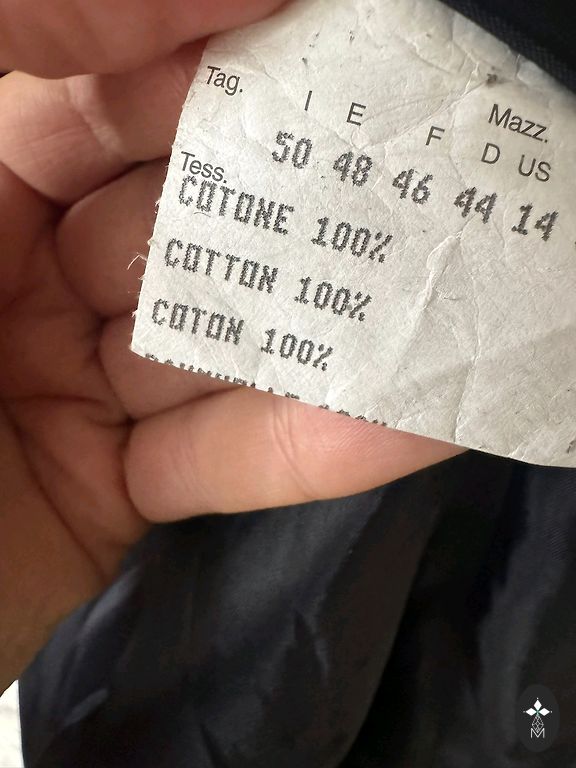 Tag. I E F D US Mazz.
50 48 46 44 14
Tess.
COTONE 100%
COTTON 100%
COTON 100%